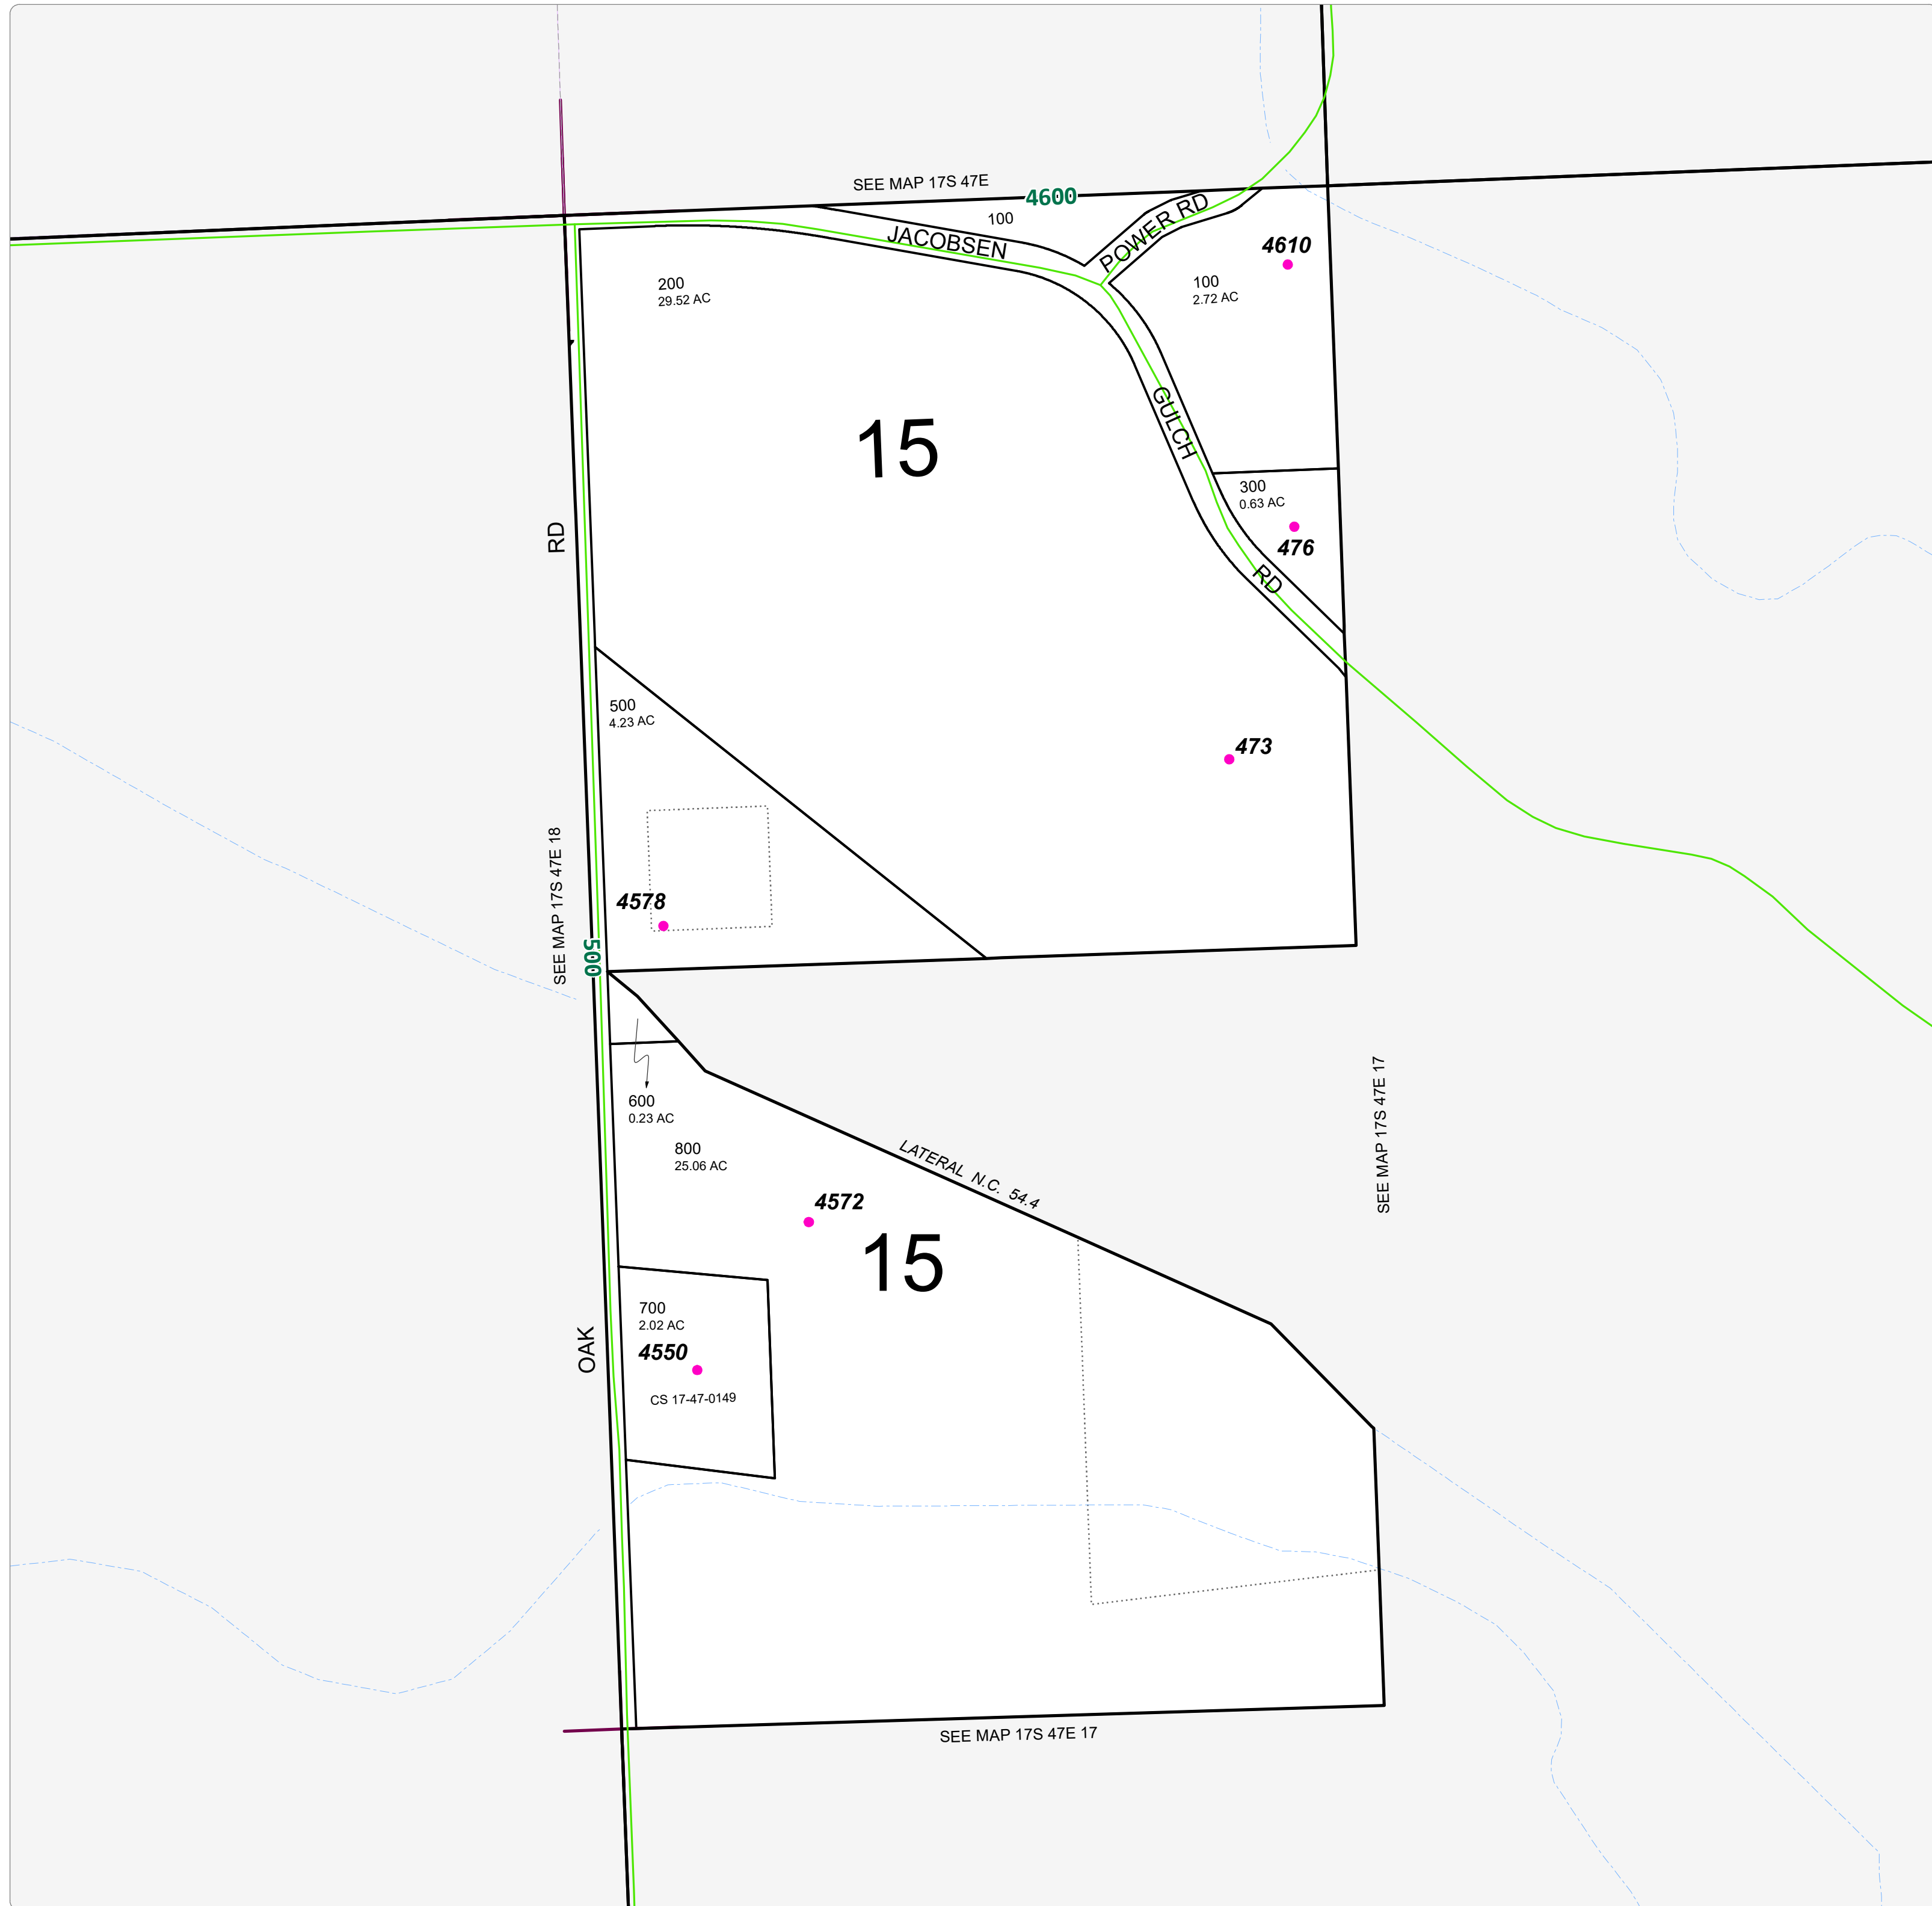 SEE MAP 17S 47E
4600
100
JACOBSEN
POWER RD
4610
100
2.72 AC
200
29.52 AC
15
GULCH
300
0.63 AC
476
RD
RD
500
4.23 AC
473
SEE MAP 17S 47E 18
4578
500
600
0.23 AC
800
25.06 AC
LATERAL N.C. 54.4
SEE MAP 17S 47E 17
4572
15
700
2.02 AC
4550
OAK
CS 17-47-0149
SEE MAP 17S 47E 17